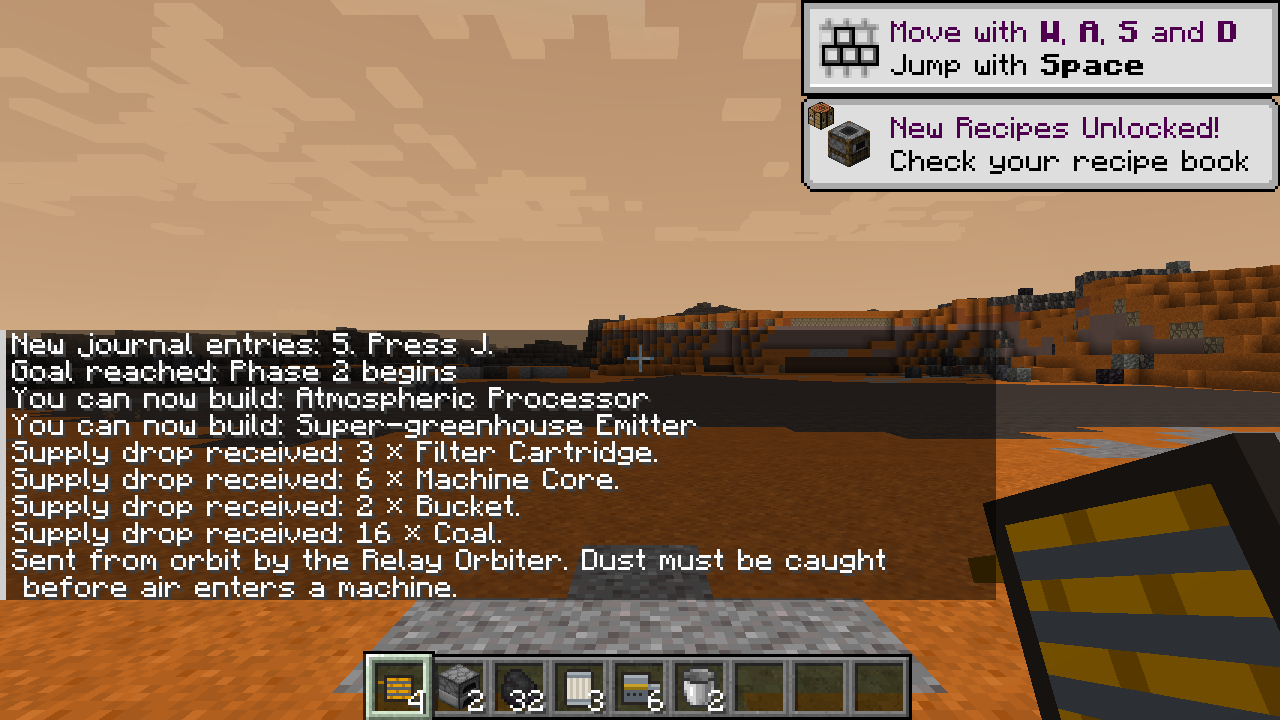 Move with W, A, S and D
Jump with Space
New Recipes Unlocked!
Check your recipe book
New journal entries: 5. Press J.
Goal reached: Phase 2 begins
You can now build: Atmospheric Processor
You can now build: Super-greenhouse Emitter
Supply drop received: 3 × Filter Cartridge.
Supply drop received: 6 × Machine Core.
Supply drop received: 2 × Bucket.
Supply drop received: 16 × Coal.
Sent from orbit by the Relay Orbiter. Dust must be caught
before air enters a machine.
4 2 32 3 6 2